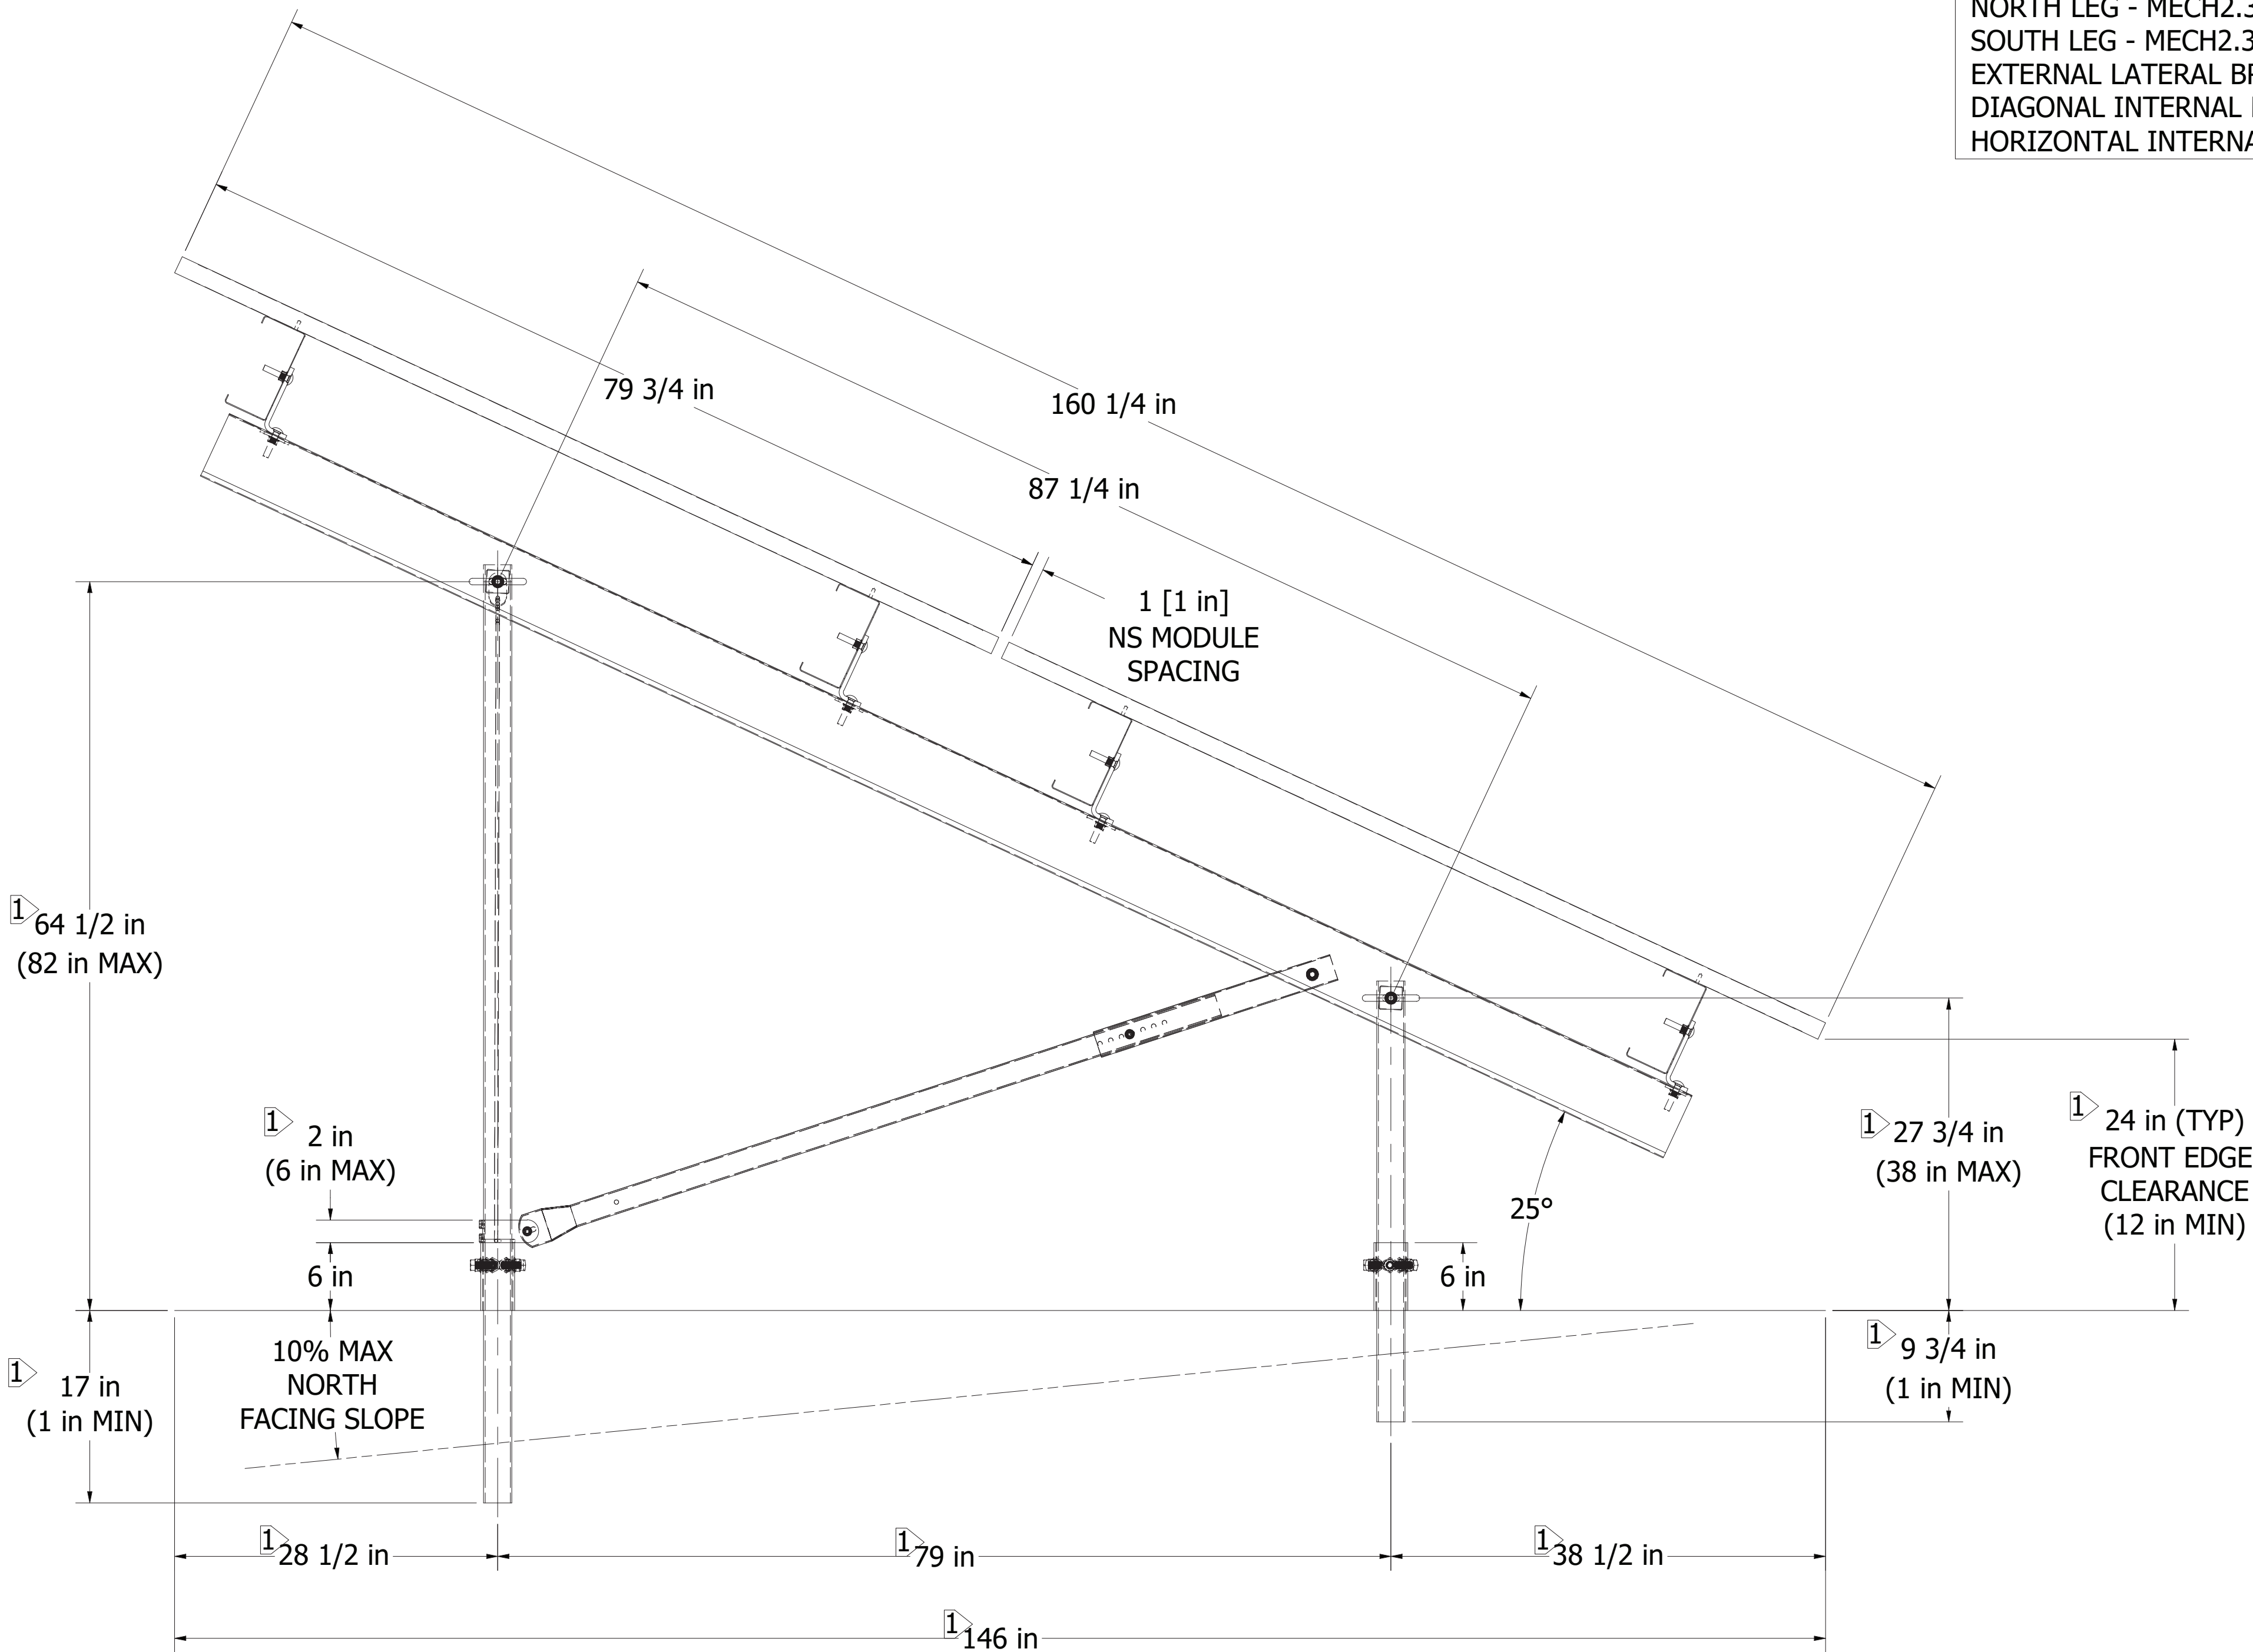 NORTH LEG - MECH2.3
SOUTH LEG - MECH2.3
EXTERNAL LATERAL
DIAGONAL INTERNAL
HORIZONTAL
79 3/4 in
160 1/4 in
87 1/4 in
1 [1 in]
NS MODULE
SPACING
1
64 1/2 in
(82 in MAX)
1
2 in
(6 in MAX)
6 in
6 in
25°
1
27 3/4 in
(38 in MAX)
1
24 in (TYP)
FRONT EDGE
CLEARANCE
(12 in MIN)
10% MAX
NORTH
FACING SLOPE
1
17 in
(1 in MIN)
1
9 3/4 in
(1 in MIN)
1
28 1/2 in
1
79 in
1
38 1/2 in
1
146 in